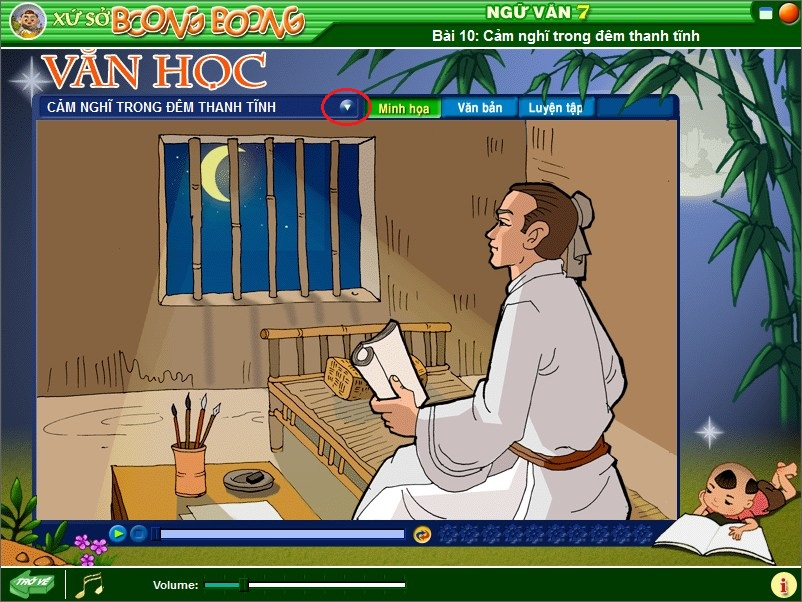 XỨ SỞ BOONG BOONG
NGỮ VĂN 7
Bài 10: Cảm nghĩ trong đêm thanh tĩnh
VĂN HỌC
CẢM NGHĨ TRONG ĐÊM THANH TĨNH
Minh họa
Văn bản
Luyện tập
TRỞ VỀ
Volume:
i